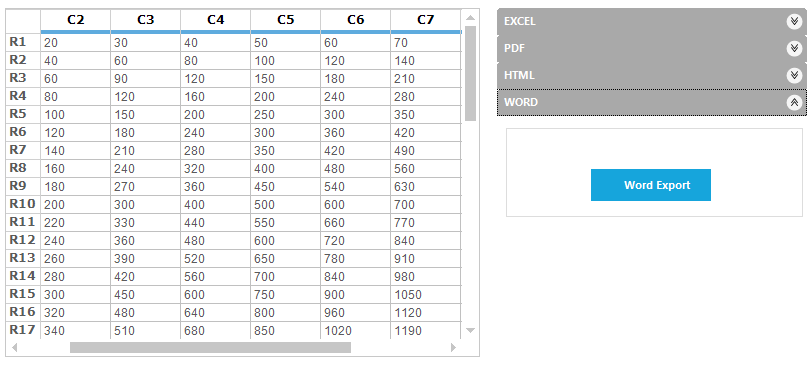 C2 C3 C4 C5 C6 C7
R1 20 30 40 50 60 70
R2 40 60 80 100 120 140
R3 60 90 120 150 180 210
R4 80 120 160 200 240 280
R5 100 150 200 250 300 350
R6 120 180 240 300 360 420
R7 140 210 280 350 420 490
R8 160 240 320 400 480 560
R9 180 270 360 450 540 630
R10 200 300 400 500 600 700
R11 220 330 440 550 660 770
R12 240 360 480 600 720 840
R13 260 390 520 650 780 910
R14 280 420 560 700 840 980
R15 300 450 600 750 900 1050
R16 320 480 640 800 960 1120
R17 340 510 680 850 1020 1190
EXCEL
PDF
HTML
WORD
Word Export